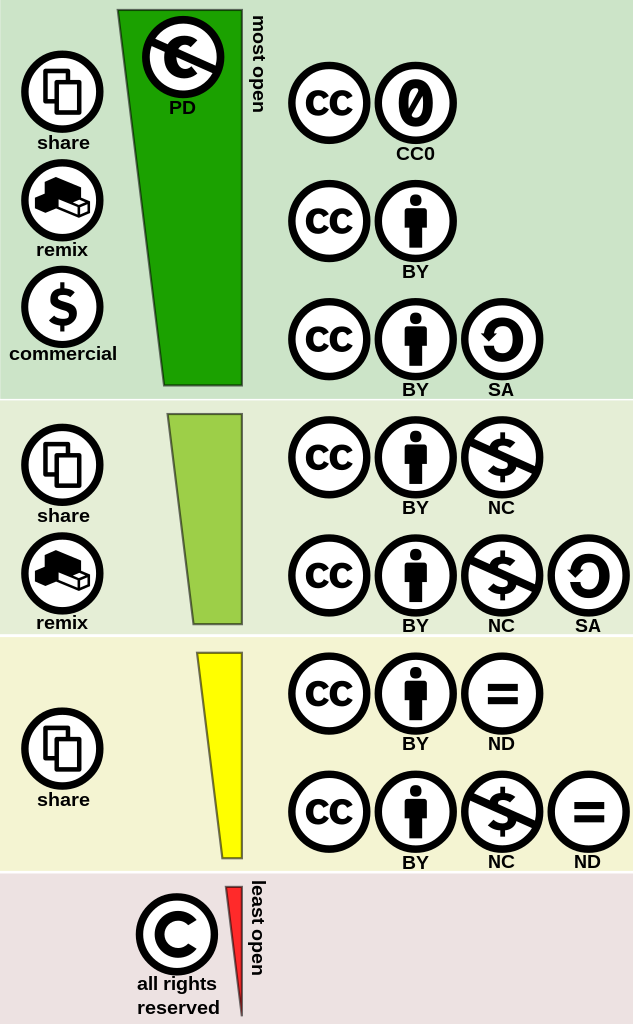 PD
most open
share
remix
commercial
CC0
BY
BY SA
share
remix
BY NC
BY NC SA
share
BY ND
BY NC ND
least open
all rights
reserved